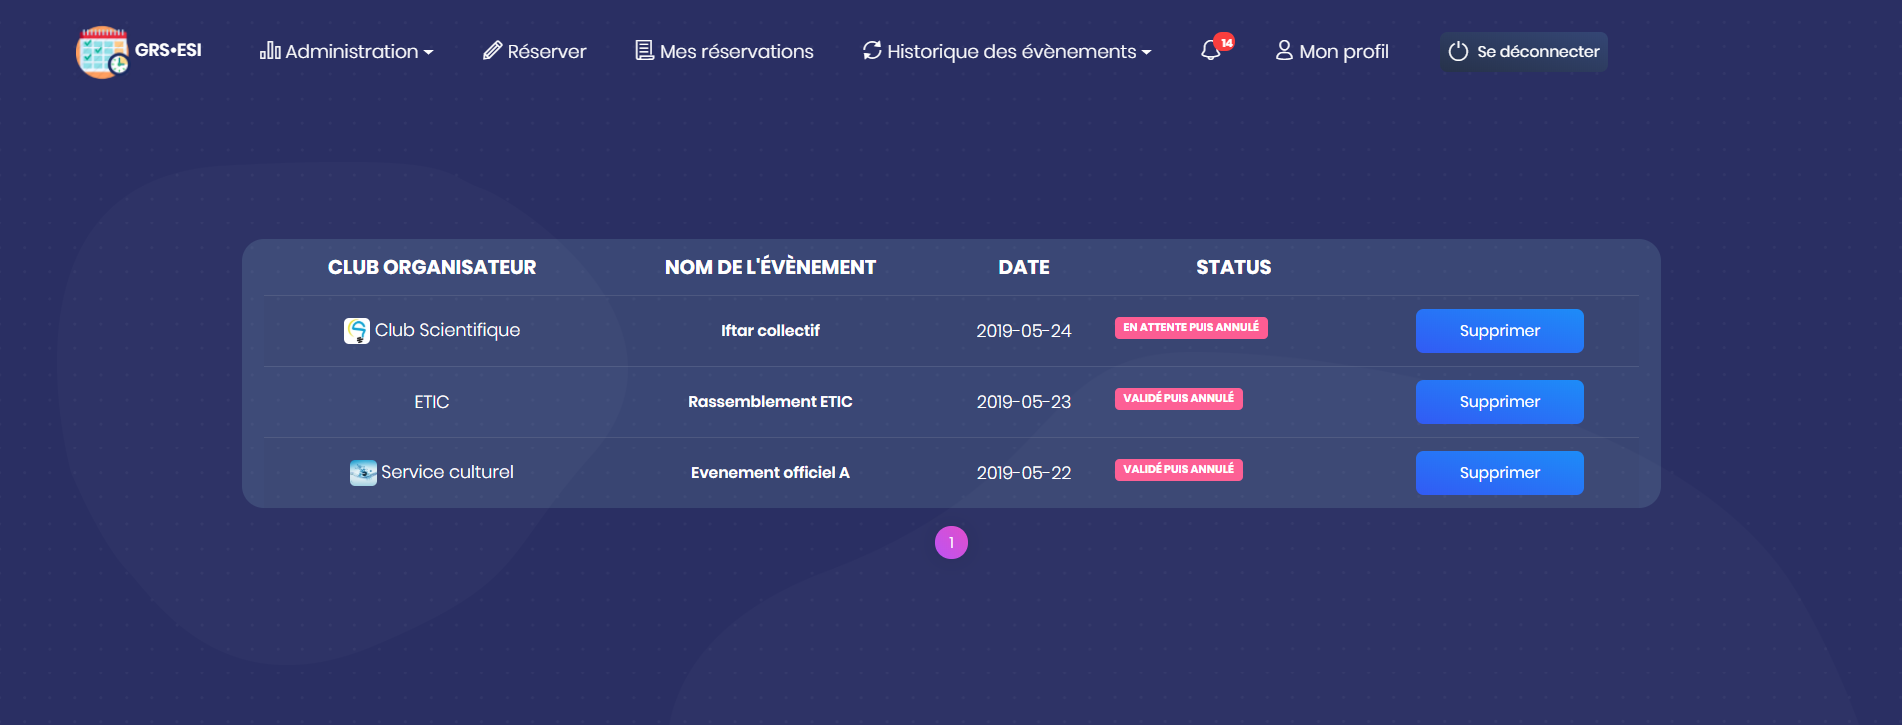 GRS•ESI Administration Réserver Mes réservations Historique des évènements 14 Mon profil Se déconnecter
CLUB ORGANISATEUR NOM DE L'ÉVÈNEMENT DATE STATUS
Club Scientifique Iftar collectif 2019-05-24 EN ATTENTE PUIS ANNULÉ Supprimer
ETIC Rassemblement ETIC 2019-05-23 VALIDÉ PUIS ANNULÉ Supprimer
Service culturel Evenement officiel A 2019-05-22 VALIDÉ PUIS ANNULÉ Supprimer
1